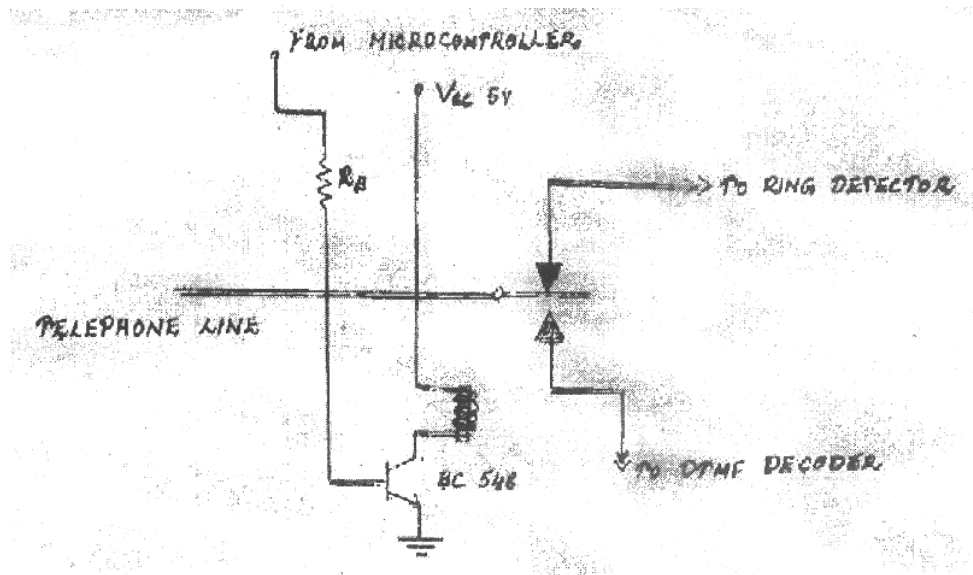 FROM MICROCONTROLLER.
Vcc 5V
RB
TO RING DETECTOR
TELEPHONE LINE
BC 548
TO DTMF DECODER